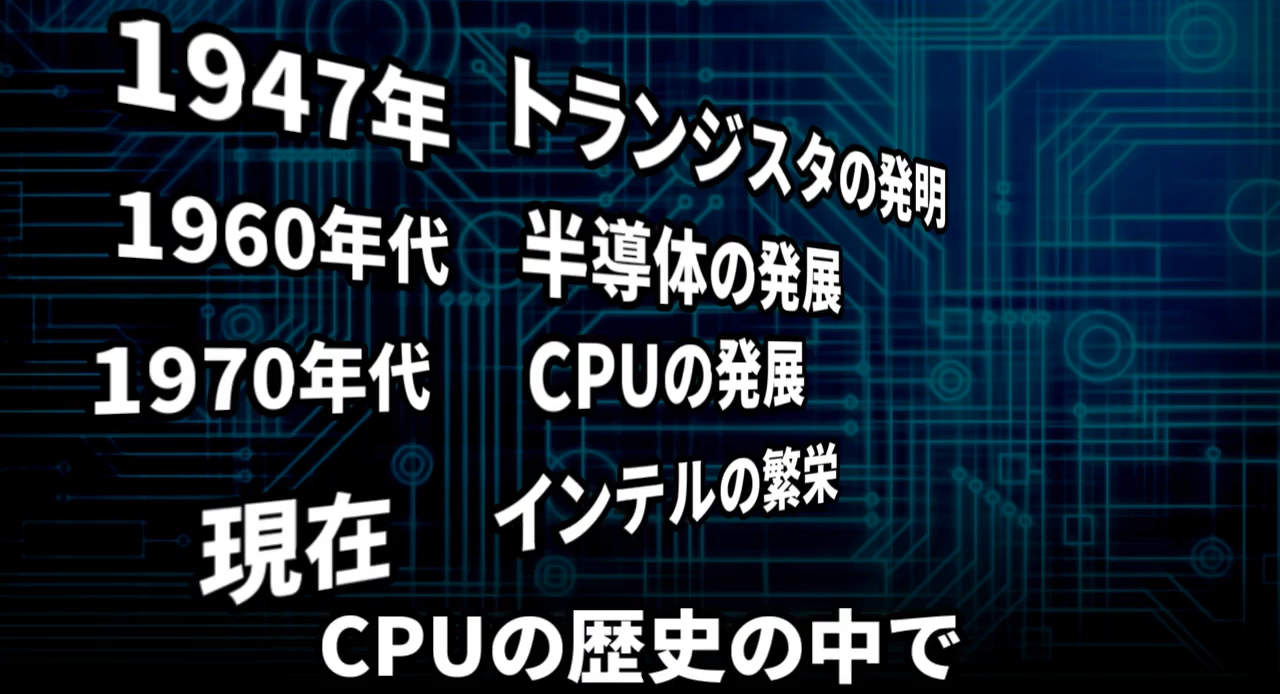 1947年 トランジスタの発明
1960年代 半導体の発展
1970年代 CPUの発展
現在 インテルの繁栄
CPUの歴史の中で